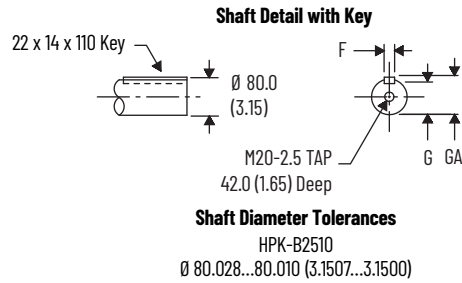 Shaft Detail with Key
22 x 14 x 110 Key
F
Ø 80.0
(3.15)
M20-2.5 TAP
42.0 (1.65) Deep
G GA
Shaft Diameter Tolerances
HPK-B2510
Ø 80.028...80.010 (3.1507...3.1500)